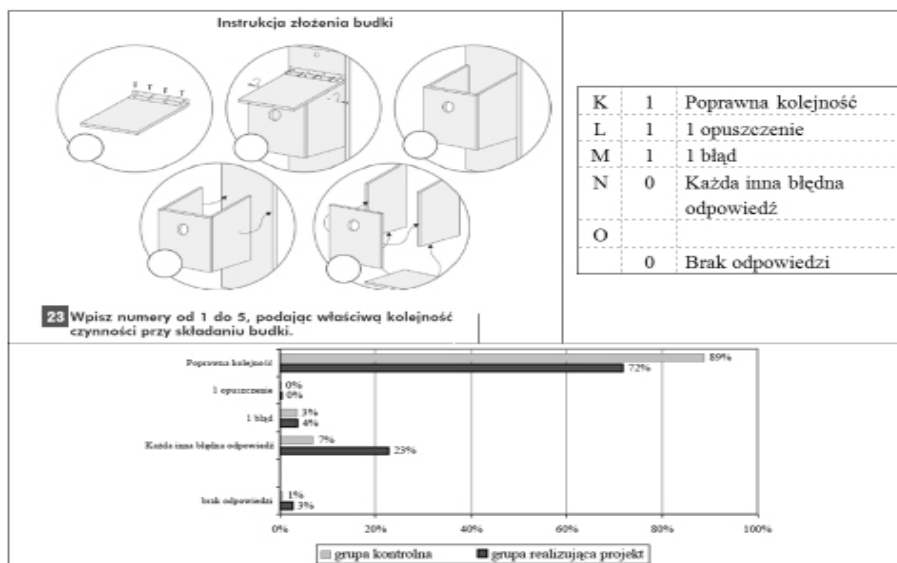 Instrukcja złożenia budki
23 Wpisz numery od 1 do 5, podając właściwą kolejność
czynności przy składaniu budki.
K 1 Poprawna kolejność
L 1 1 opuszczenie
M 1 1 błąd
N 0 Każda inna błędna
odpowiedź
O
0 Brak odpowiedzi
Poprawna kolejność 89%
72%
1 opuszczenie 0%
0%
1 błąd 3%
4%
Każda inna błędna odpowiedź 7%
23%
brak odpowiedzi 1%
3%
0% 20% 40% 60% 80% 100%
grupa kontrolna grupa realizująca projekt